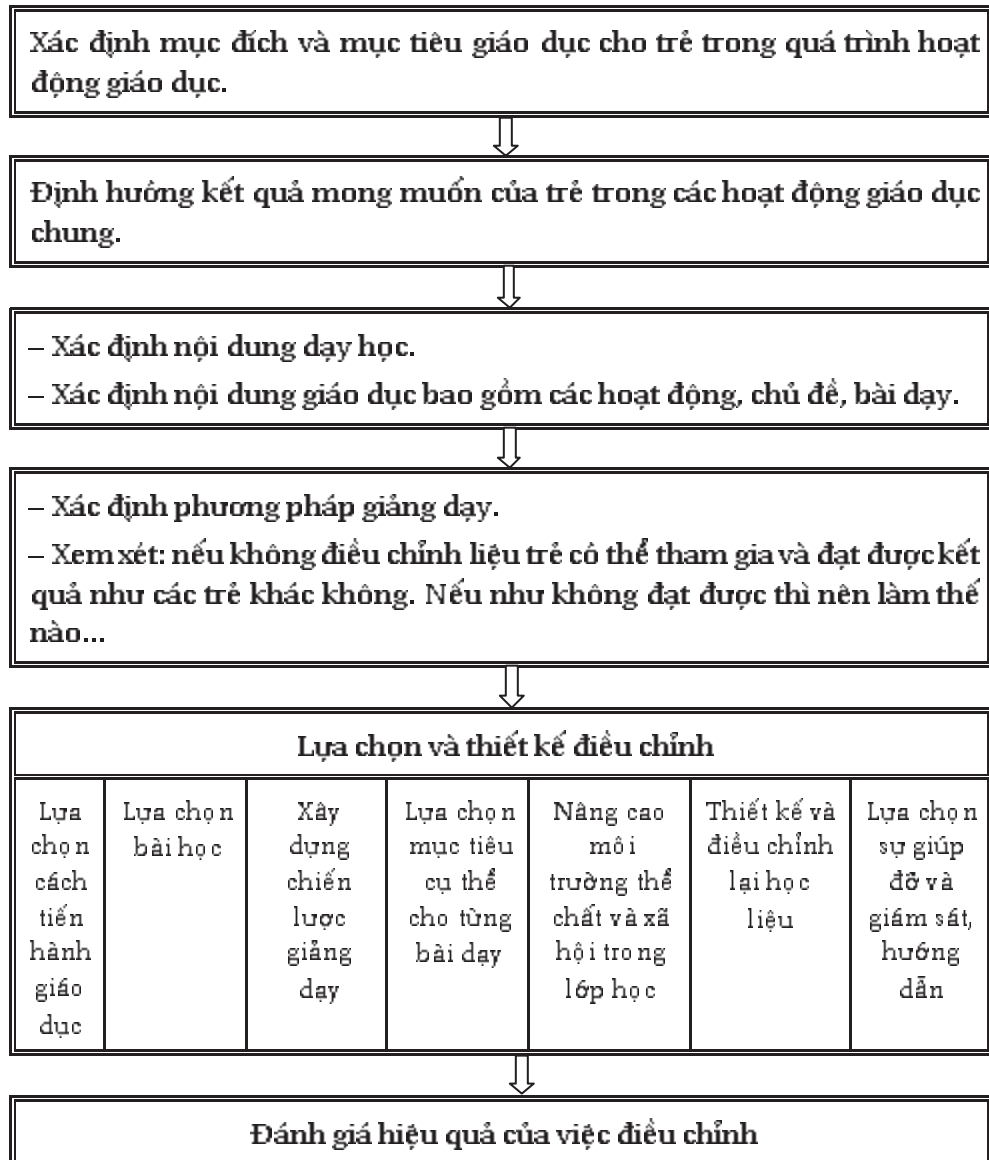 Xác định mục đích và mục tiêu giáo dục cho trẻ trong quá trình hoạt
động giáo dục.
Định hướng kết quả mong muốn của trẻ trong các hoạt động giáo dục
chung.
– Xác định nội dung dạy học.
– Xác định nội dung giáo dục bao gồm các hoạt động, chủ đề, bài dạy.
– Xác định phương pháp giảng dạy.
– Xem xét: nếu không điều chỉnh liệu trẻ có thể tham gia và đạt được kết
quả như các trẻ khác không. Nếu như không đạt được thì nên làm thế
nào...
Lựa chọn và thiết kế điều chỉnh
Lựa
chọn
cách
tiến
hành
giáo
dục
Lựa chọn
bài học
Xây
dựng
chiến
lược
giảng
dạy
Lựa chọn
mục tiêu
cụ thể
cho từng
bài dạy
Nâng cao
môi
trường thể
chất và xã
hội trong
lớp học
Thiết kế và
điều chỉnh
lại học
liệu
Lựa chọn
sự giúp
đỡ và
giám sát,
hướng
dẫn
Đánh giá hiệu quả của việc điều chỉnh